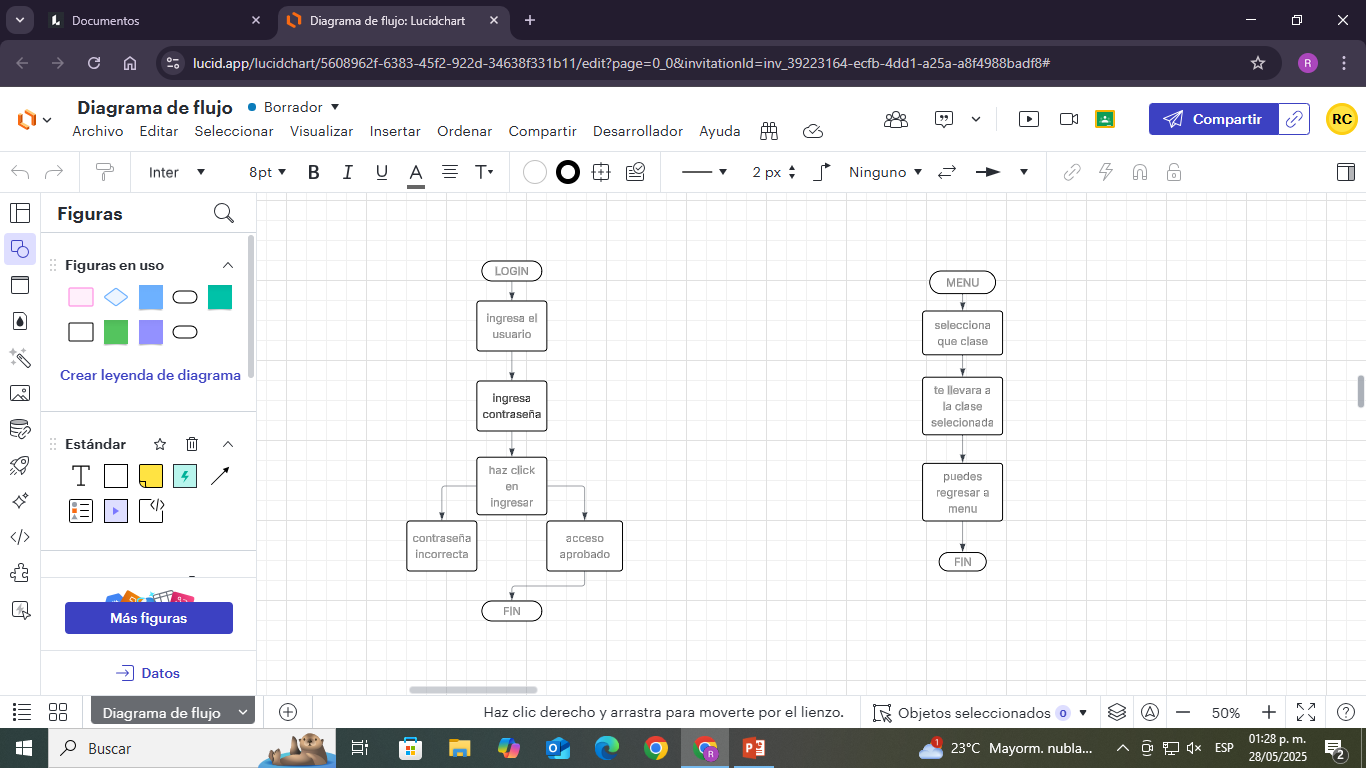 Documentos
Diagrama de flujo: Lucidchart
lucid.app/lucidchart/5608962f-6383-45f2-922d-34638f331b11/edit?page=0_0&invitationId=inv_39223164-ecfb-4dd1-a25a-a8f4988badf8#
R
Diagrama de flujo
Borrador
Archivo Editar Seleccionar Visualizar Insertar Ordenar Compartir Desarrollador Ayuda
Compartir
RC
Inter 8pt B I U A T 2 px Ninguno
Figuras
Figuras en uso
Crear leyenda de diagrama
Estándar
T
Más figuras
Datos
LOGIN
ingresa el
usuario
ingresa
contraseña
haz click
en
ingresar
contraseña
incorrecta
acceso
aprobado
FIN
MENU
selecciona
que clase
te llevara a
la clase
selecionada
puedes
regresar a
menu
FIN
Diagrama de flujo
Haz clic derecho y arrastra para moverte por el lienzo.
Objetos seleccionados 0
50%
Buscar
1
23°C Mayorm. nubla...
ESP
01:28 p. m.
28/05/2025
2